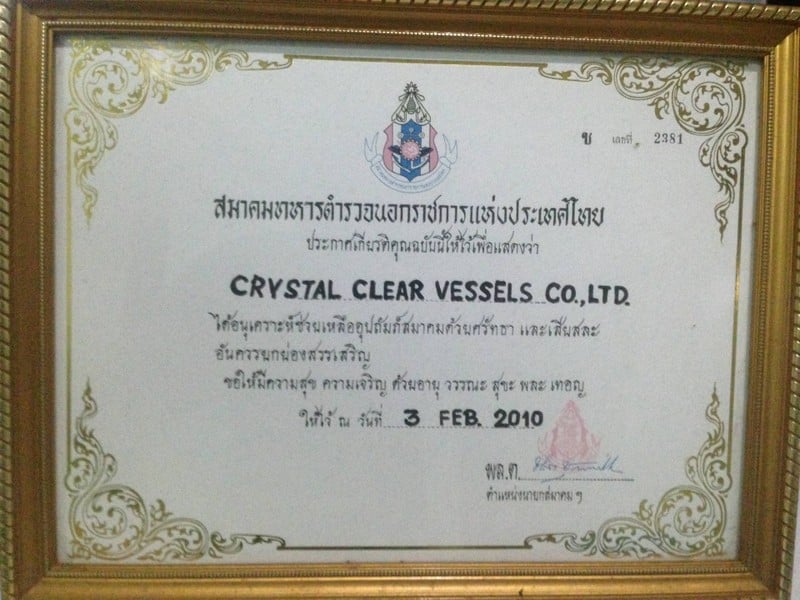 ช เลขที่ 2381
สมาคมทหารตำรวจนอกราชการแห่งประเทศไทย
ประกาศเกียรติคุณฉบับนี้ให้ไว้เพื่อแสดงว่า
CRYSTAL CLEAR VESSELS CO.,LTD.
ได้อนุเคราะห์ช่วยเหลืออุปถัมภ์สมาคมด้วยศรัทธา และเสียสละ
อันควรยกย่องสรรเสริญ
ขอให้มีความสุข ความเจริญ ด้วยอายุ วรรณะ สุขะ พละ เทอญ
ให้ไว้ ณ วันที่ 3 FEB. 2010
พล.ต.
ตำแหน่งนายกสมาคม ฯ